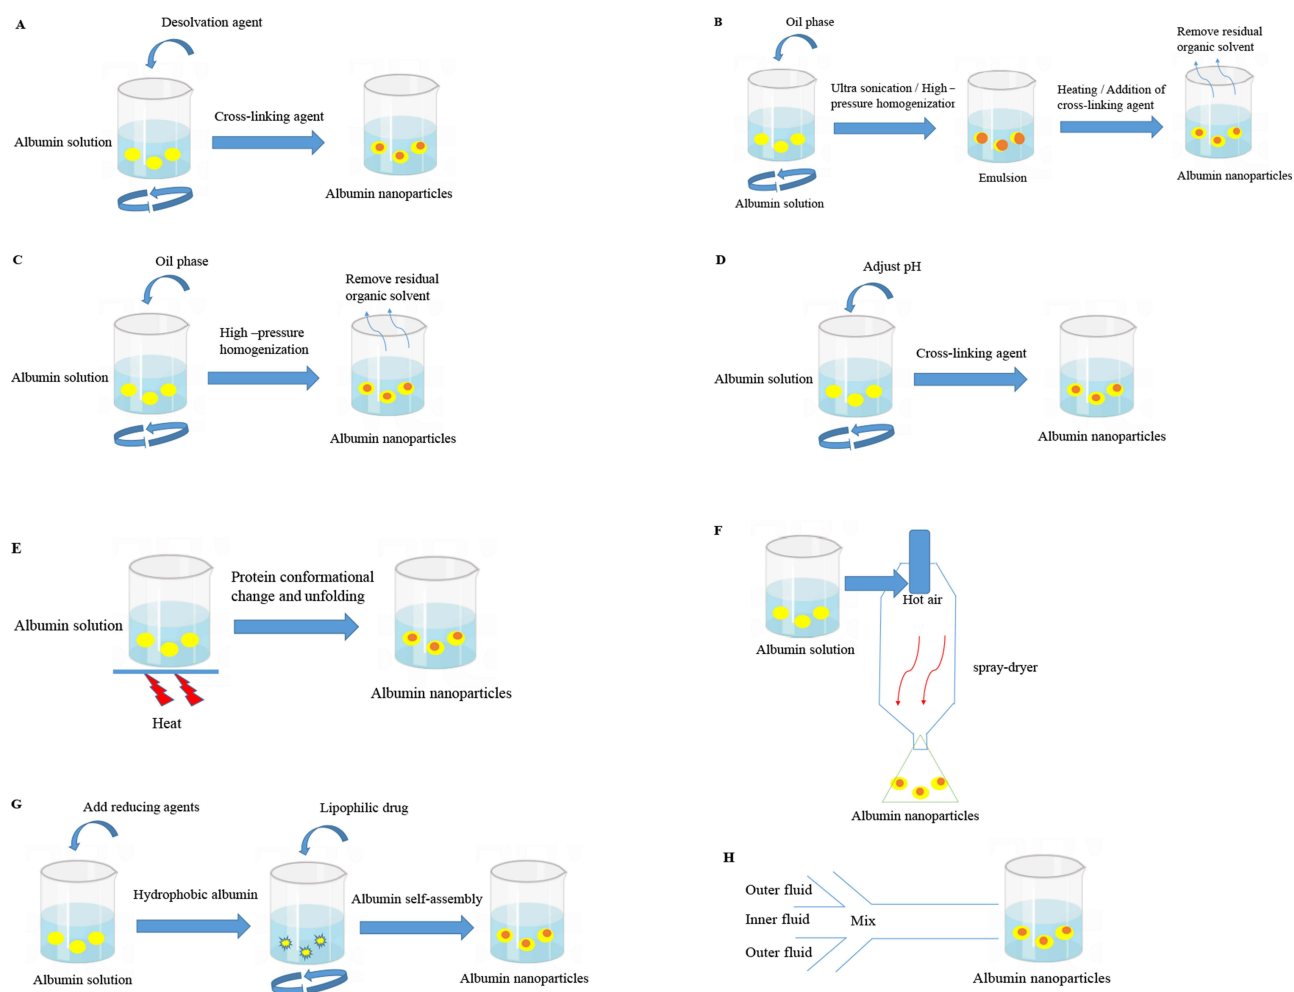 A
Desolvation agent
Albumin solution
Cross-linking agent
Albumin nanoparticles
B
Oil phase
Albumin solution
Ultra sonication / High –
pressure homogenization
Emulsion
Heating / Addition of
cross-linking agent
Remove residual
organic solvent
Albumin nanoparticles
C
Oil phase
Albumin solution
High –pressure
homogenization
Remove residual
organic solvent
Albumin nanoparticles
D
Adjust pH
Albumin solution
Cross-linking agent
Albumin nanoparticles
E
Albumin solution
Heat
Protein conformational
change and unfolding
Albumin nanoparticles
F
Albumin solution
Hot air
spray-dryer
Albumin nanoparticles
G
Add reducing agents
Albumin solution
Hydrophobic albumin
Lipophilic drug
Albumin self-assembly
Albumin nanoparticles
H
Outer fluid
Inner fluid
Outer fluid
Mix
Albumin nanoparticles